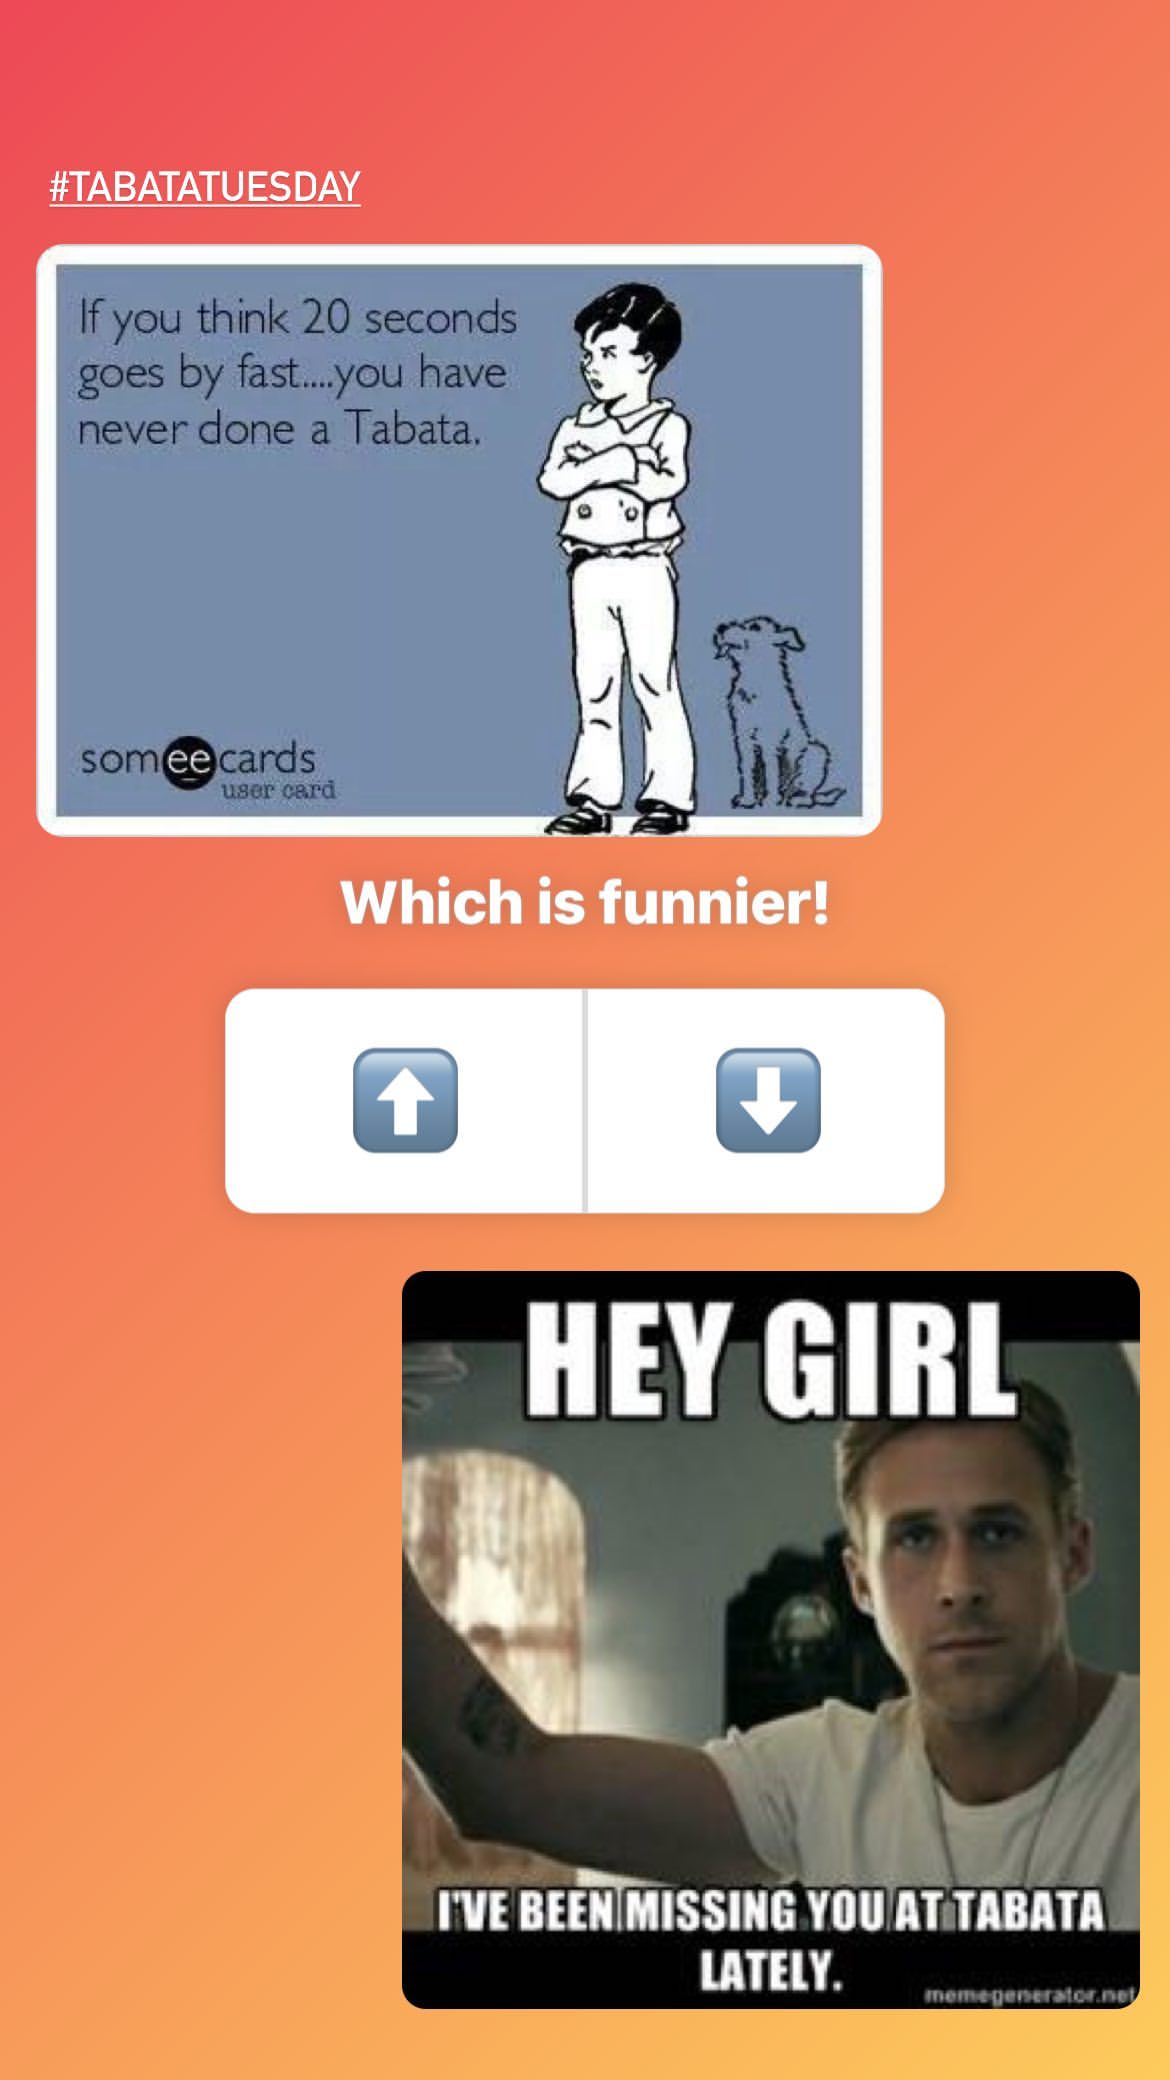 #TABATATUESDAY
If you think 20 seconds
goes by fast....you have
never done a Tabata.
someecards
user card
Which is funnier!
HEY GIRL
I'VE BEEN MISSING YOU AT TABATA
LATELY.
memegenerator.net